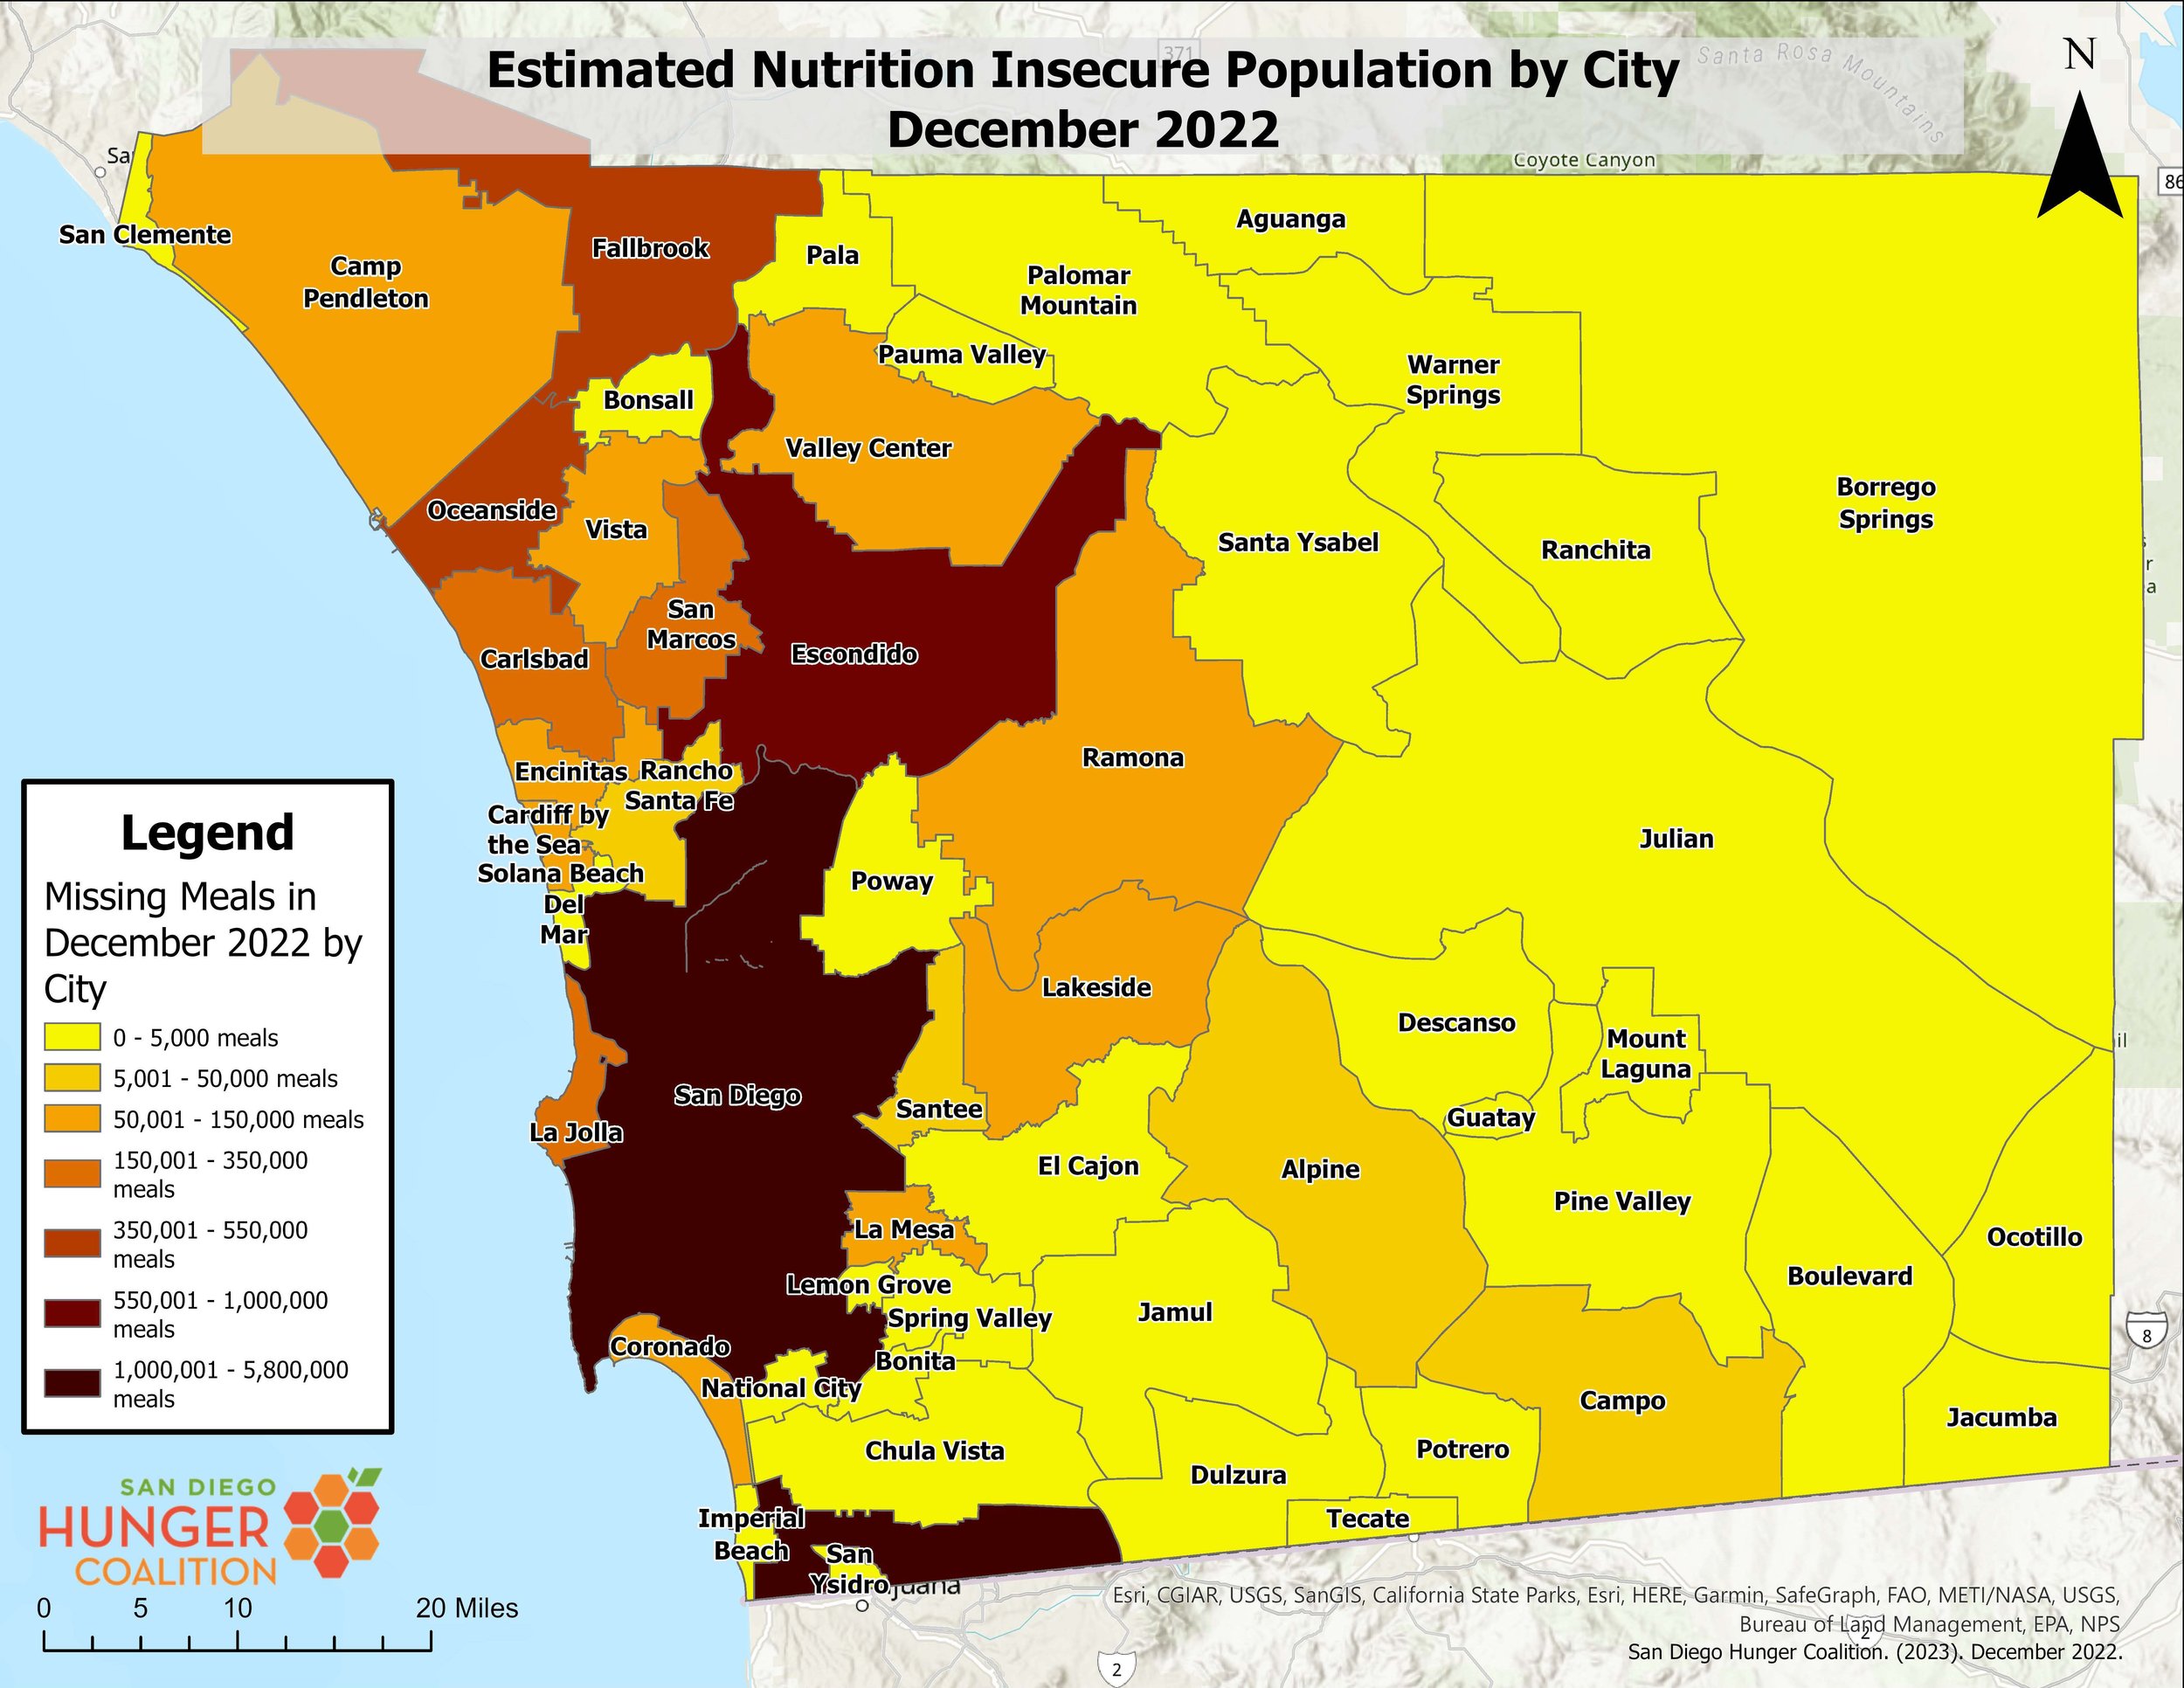 Estimated Nutrition Insecure Population by City
December 2022
N
371
Santa Rosa Mountains
Coyote Canyon
86
San Clemente
Camp
Pendleton
Fallbrook
Pala
Aguanga
Palomar
Mountain
Pauma Valley
Warner
Springs
Bonsall
Valley Center
Borrego
Springs
Oceanside
Vista
Santa Ysabel
Ranchita
San
Marcos
Carlsbad
Escondido
Ramona
Encinitas
Rancho
Santa Fe
Cardiff by
the Sea
Solana Beach
Del
Mar
Poway
Julian
Lakeside
Descanso
Mount
Laguna
San Diego
Santee
Guatay
La Jolla
El Cajon
Alpine
Pine Valley
La Mesa
Ocotillo
Lemon Grove
Boulevard
Spring Valley
Jamul
Coronado
Bonita
National City
Campo
Jacumba
Chula Vista
Potrero
Dulzura
Imperial
Beach
Tecate
San
Ysidro
8
2
2
Legend
Missing Meals in
December 2022 by
City
0 - 5,000 meals
5,001 - 50,000 meals
50,001 - 150,000 meals
150,001 - 350,000
meals
350,001 - 550,000
meals
550,001 - 1,000,000
meals
1,000,001 - 5,800,000
meals
SAN DIEGO
HUNGER
COALITION
0 5 10 20 Miles
Esri, CGIAR, USGS, SanGIS, California State Parks, Esri, HERE, Garmin, SafeGraph, FAO, METI/NASA, USGS,
Bureau of Land Management, EPA, NPS
San Diego Hunger Coalition. (2023). December 2022.